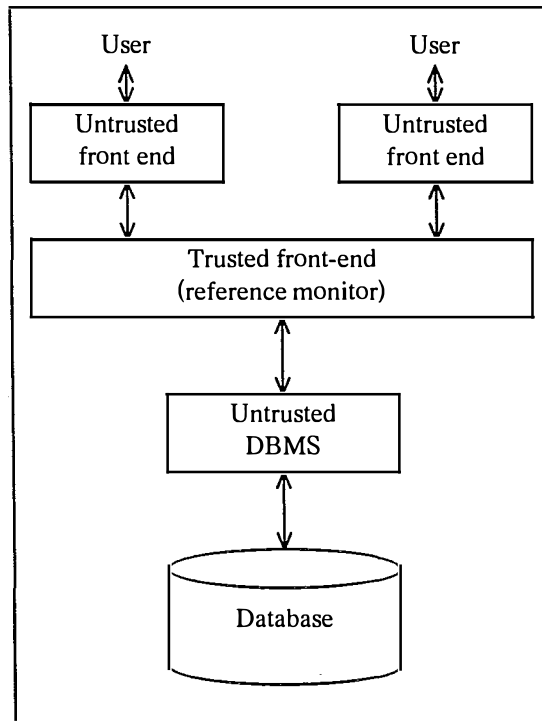 User
User
Untrusted
front end
Untrusted
front end
Trusted front-end
(reference monitor)
Untrusted
DBMS
Database